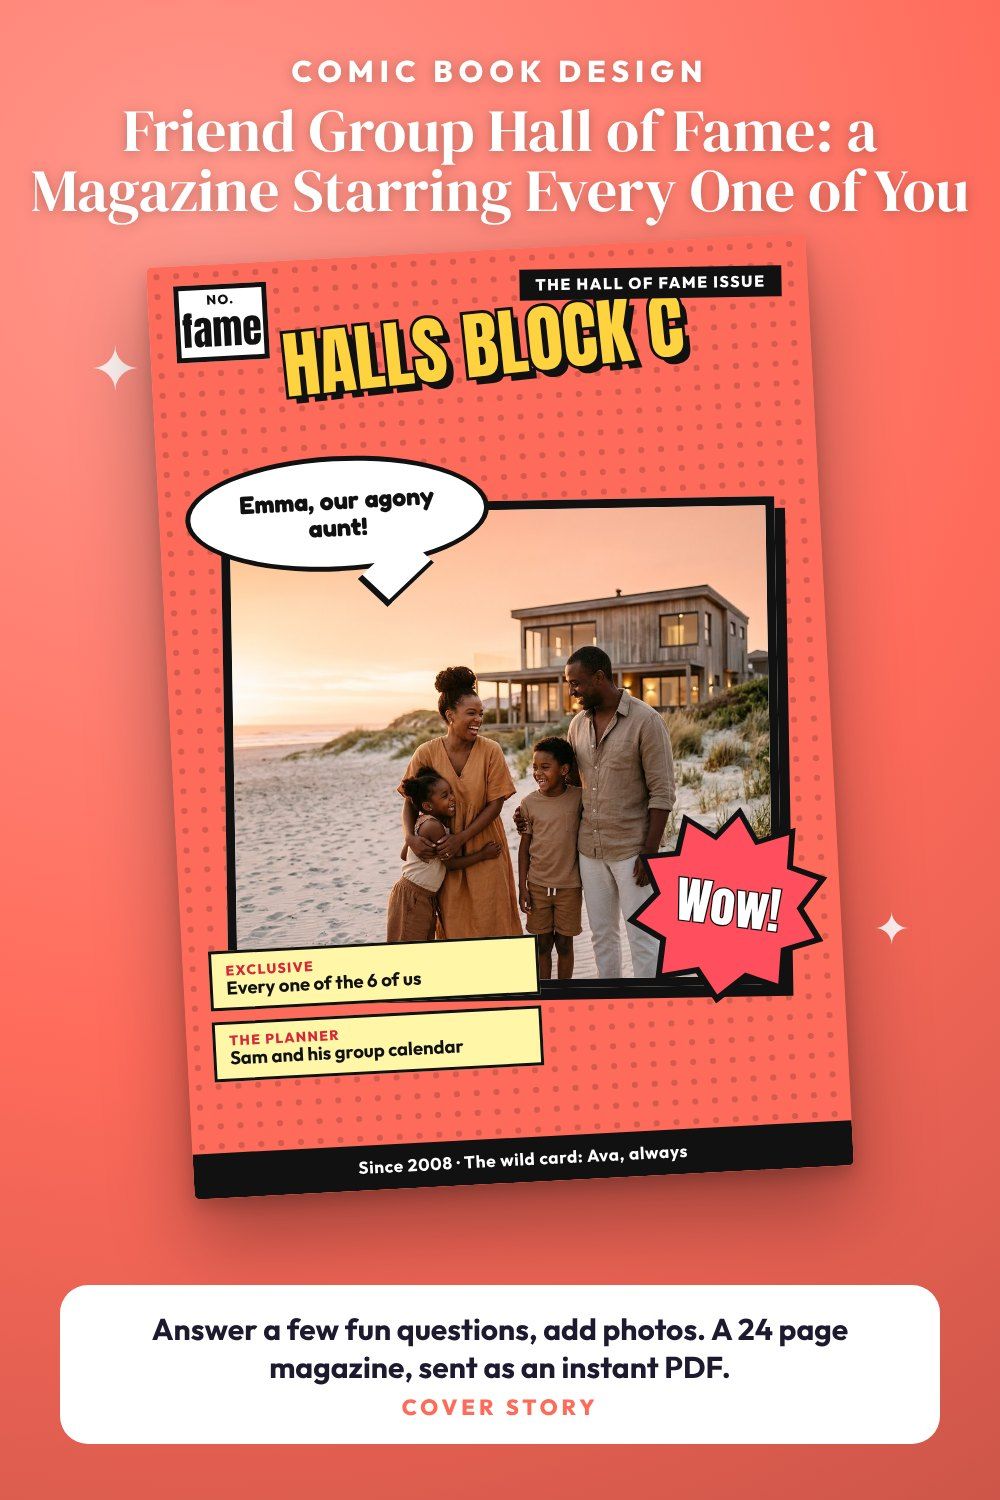 COMIC BOOK DESIGN
Friend Group Hall of Fame: a
Magazine Starring Every One of You
THE HALL OF FAME ISSUE
NO.
fame
HALLS BLOCK C
Emma, our agony
aunt!
Wow!
EXCLUSIVE
Every one of the 6 of us
THE PLANNER
Sam and his group calendar
Since 2008 · The wild card: Ava, always
Answer a few fun questions, add photos. A 24 page
magazine, sent as an instant PDF.
COVER STORY